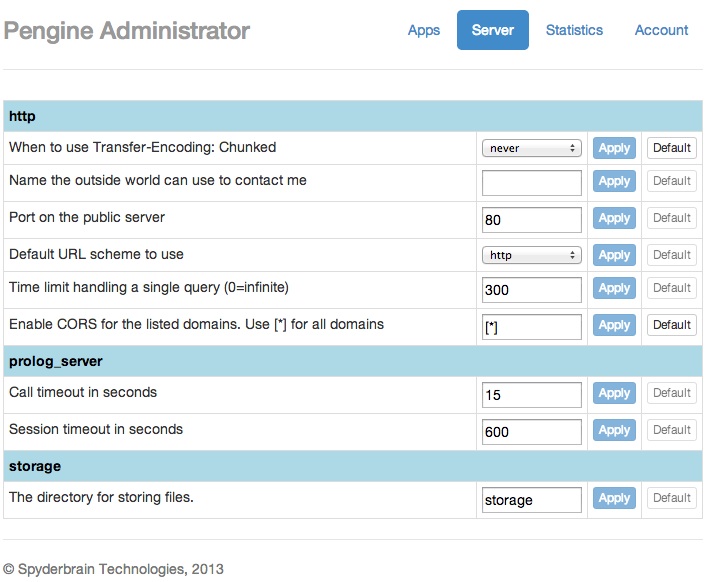 Pengine Administrator Apps Server Statistics Account
http
When to use Transfer-Encoding: Chunked never Apply Default
Name the outside world can use to contact me Apply Default
Port on the public server 80 Apply Default
Default URL scheme to use http Apply Default
Time limit handling a single query (0=infinite) 300 Apply Default
Enable CORS for the listed domains. Use [*] for all domains [*] Apply Default
prolog_server
Call timeout in seconds 15 Apply Default
Session timeout in seconds 600 Apply Default
storage
The directory for storing files. storage Apply Default
© Spyderbrain Technologies, 2013